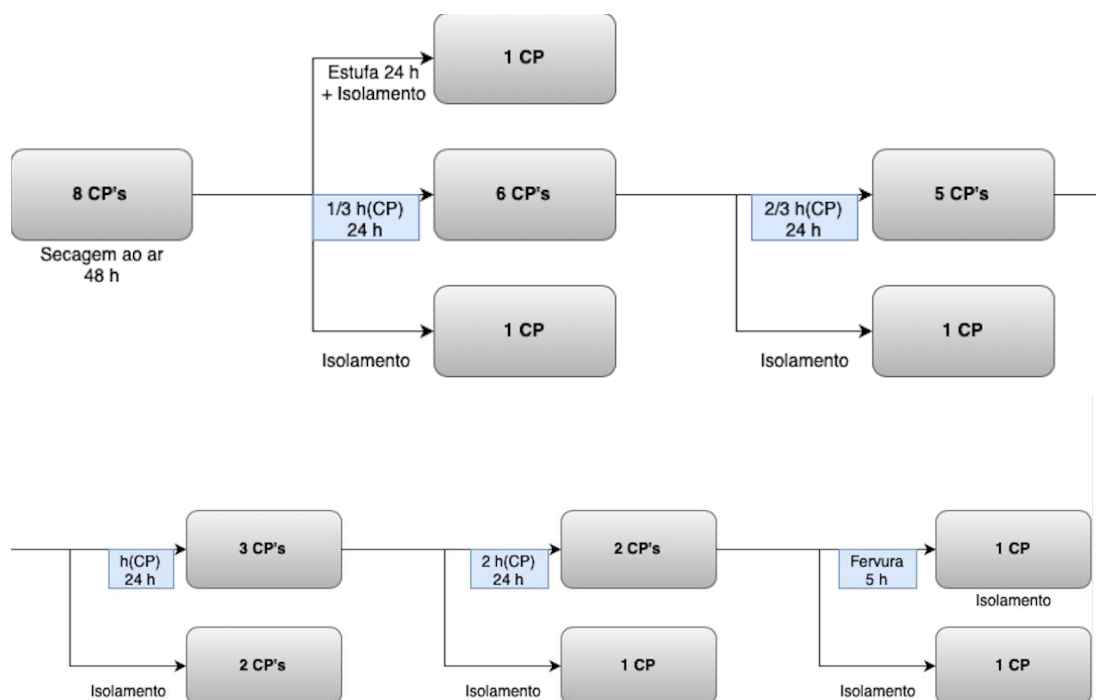 1 CP
Estufa 24 h
+ Isolamento
8 CP's
6 CP's
5 CP's
1/3 h(CP)
24 h
2/3 h(CP)
24 h
Secagem ao ar
48 h
1 CP
1 CP
Isolamento
Isolamento
3 CP's
2 CP's
1 CP
h(CP)
24 h
2 h(CP)
24 h
Fervura
5 h
Isolamento
2 CP's
1 CP
1 CP
Isolamento
Isolamento
Isolamento